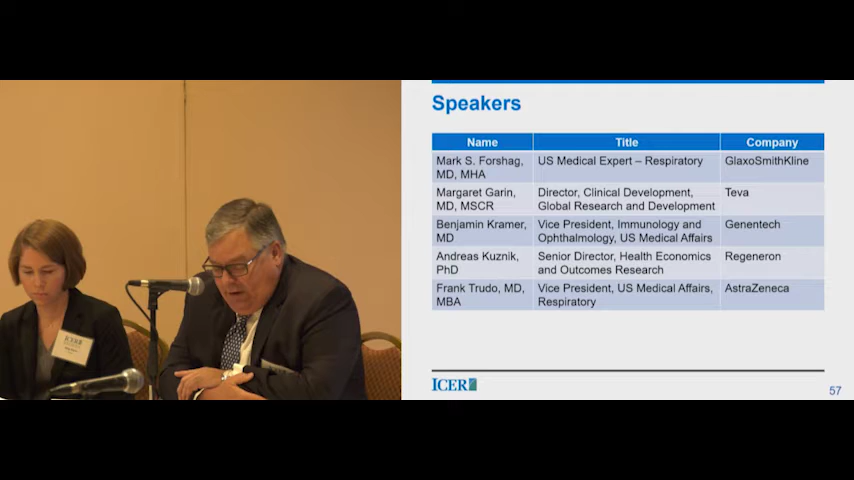 Speakers
Name Title Company
Mark S. Forshag, US Medical Expert – Respiratory GlaxoSmithKline
MD, MHA
Margaret Garin, Director, Clinical Development, Teva
MD, MSCR Global Research and Development
Benjamin Kramer, Vice President, Immunology and Genentech
MD Ophthalmology, US Medical Affairs
Andreas Kuznik, Senior Director, Health Economics Regeneron
PhD and Outcomes Research
Frank Trudo, MD, Vice President, US Medical Affairs, AstraZeneca
MBA Respiratory
ICER
57